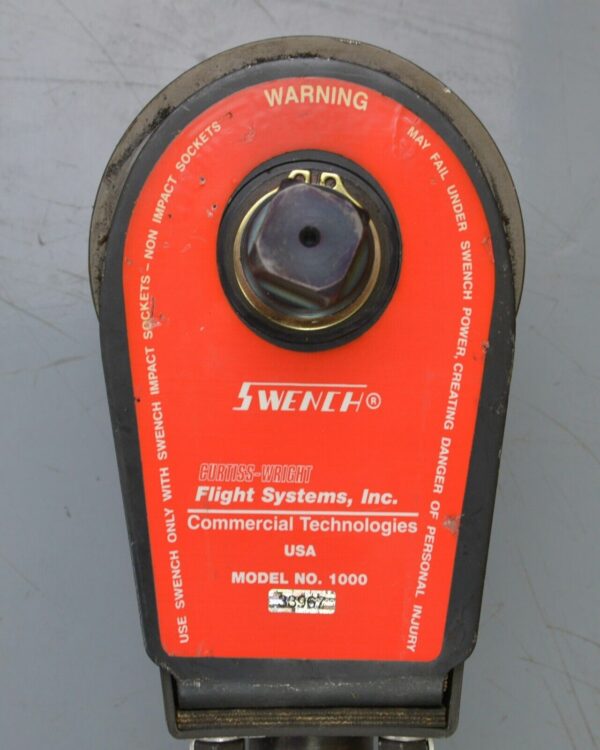 WARNING
USE SWENCH ONLY WITH SWENCH IMPACT SOCKETS - NON IMPACT SOCKETS
MAY FAIL UNDER SWENCH POWER, CREATING DANGER OF PERSONAL INJURY
SWENCH®
CURTISS-WRIGHT
Flight Systems, Inc.
Commercial Technologies
USA
MODEL NO. 1000
33967